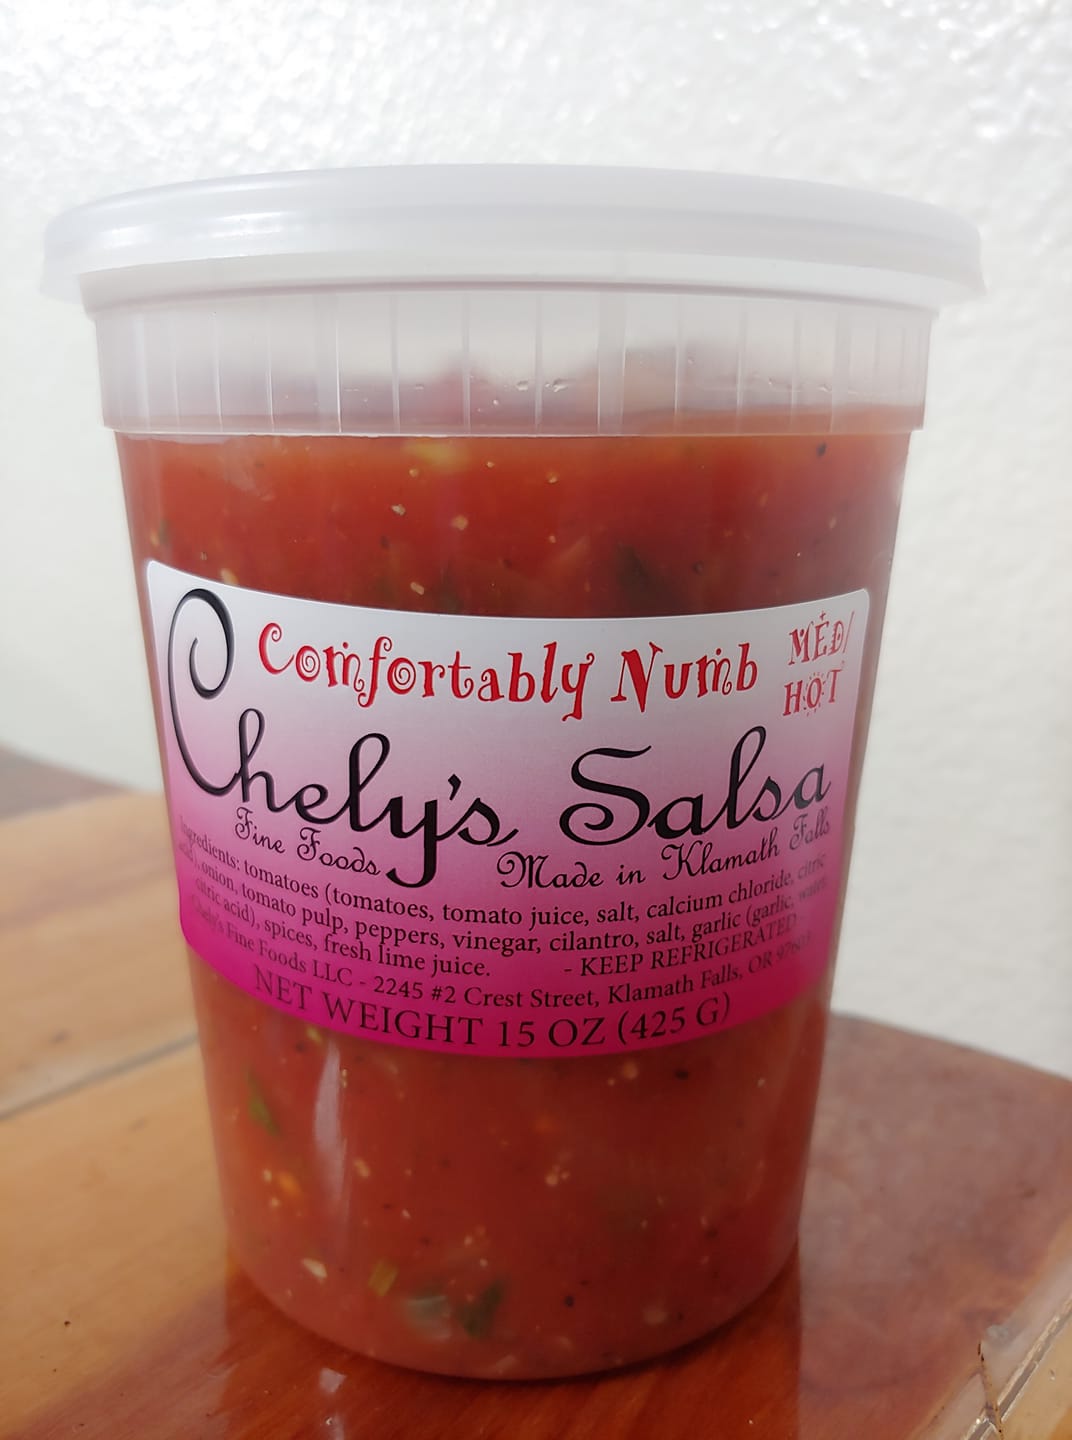 Comfortably Numb MED/
HOT
Chely's Salsa
Fine Foods Made in Klamath Falls
Ingredients: tomatoes (tomatoes, tomato juice, salt, calcium chloride, citric
acid), onion, tomato pulp, peppers, vinegar, cilantro, salt, garlic (garlic, water,
citric acid), spices, fresh lime juice. - KEEP REFRIGERATED -
Chely's Fine Foods LLC - 2245 #2 Crest Street, Klamath Falls, OR 97603
NET WEIGHT 15 OZ (425 G)